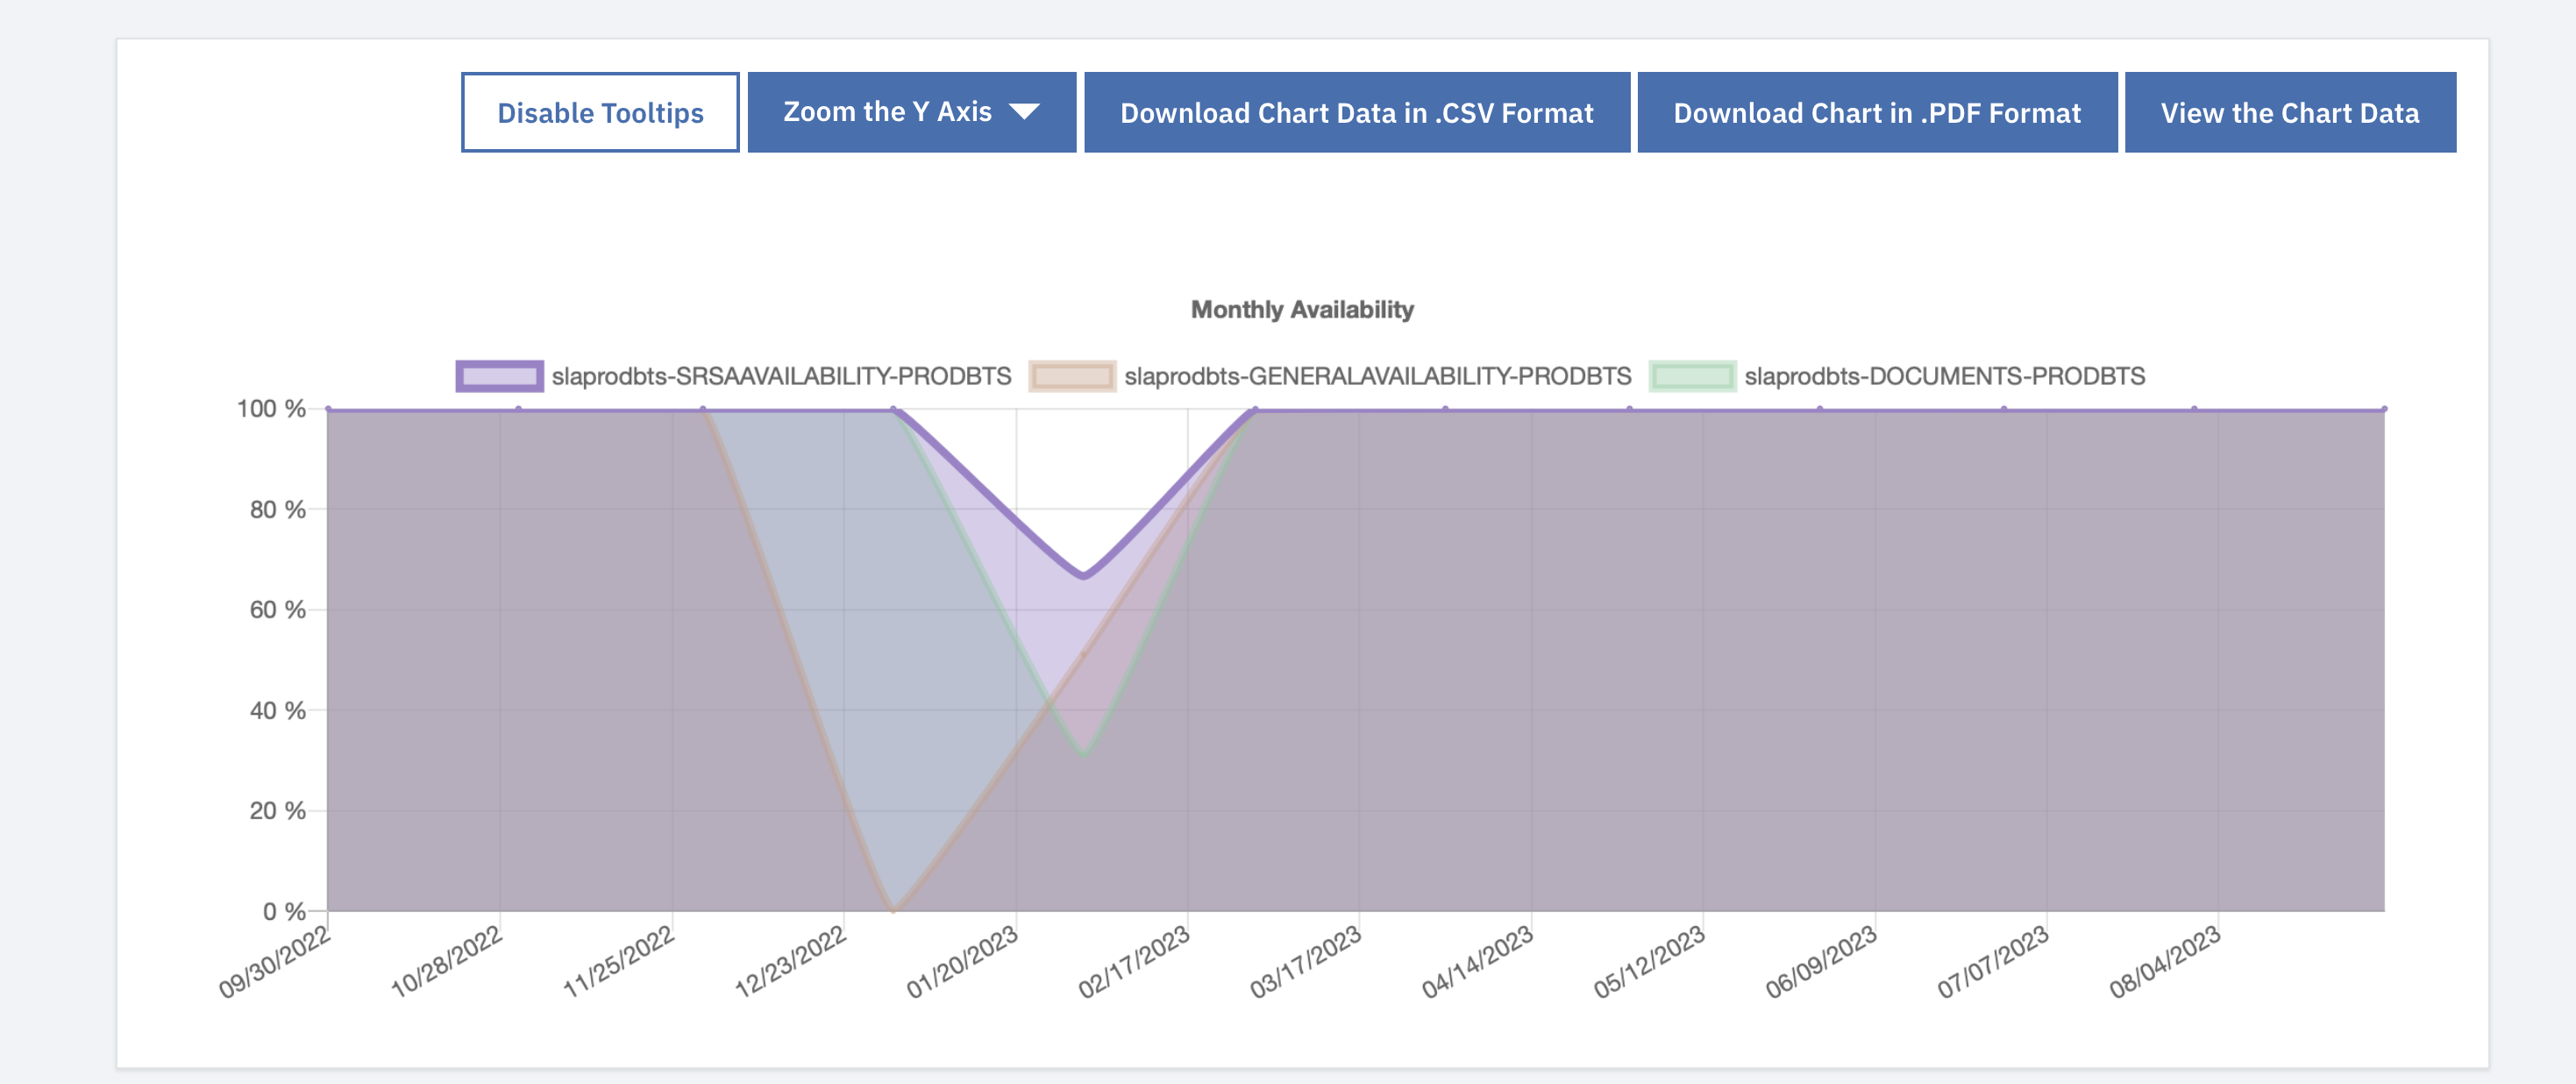 Disable Tooltips
Zoom the Y Axis
Download Chart Data in .CSV Format
Download Chart in .PDF Format
View the Chart Data
Monthly Availability
slaprodbts-SRSAAVAILABILITY-PRODBTS
slaprodbts-GENERALAVAILABILITY-PRODBTS
slaprodbts-DOCUMENTS-PRODBTS
100 %
80 %
60 %
40 %
20 %
0 %
09/30/2022
10/28/2022
11/25/2022
12/23/2022
01/20/2023
02/17/2023
03/17/2023
04/14/2023
05/12/2023
06/09/2023
07/07/2023
08/04/2023